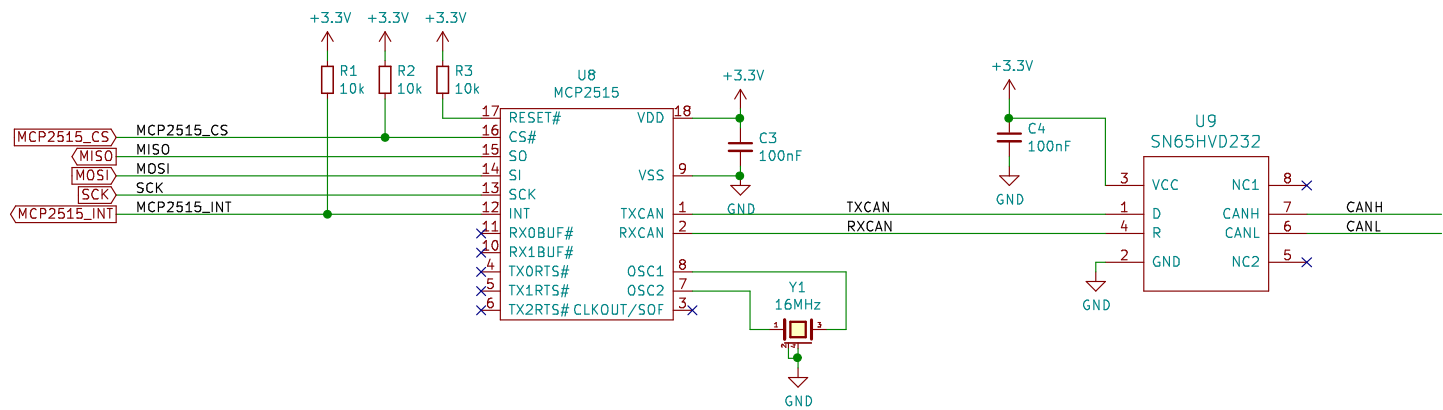 +3.3V +3.3V +3.3V
R1 R2 R3
10k 10k 10k
U8
MCP2515
17 RESET# VDD 18
MCP2515_CS MCP2515_CS 16 CS#
MISO MISO 15 SO
MOSI MOSI 14 SI VSS 9
SCK SCK 13 SCK
MCP2515_INT MCP2515_INT 12 INT TXCAN 1
11 RX0BUF# RXCAN 2
10 RX1BUF#
4 TX0RTS# OSC1 8
5 TX1RTS# OSC2 7
6 TX2RTS# CLKOUT/SOF 3
+3.3V
C3
100nF
GND
TXCAN
RXCAN
Y1
16MHz
1 3
2 4
GND
+3.3V
C4
100nF
GND
U9
SN65HVD232
3 VCC NC1 8
1 D CANH 7 CANH
4 R CANL 6 CANL
2 GND NC2 5
GND